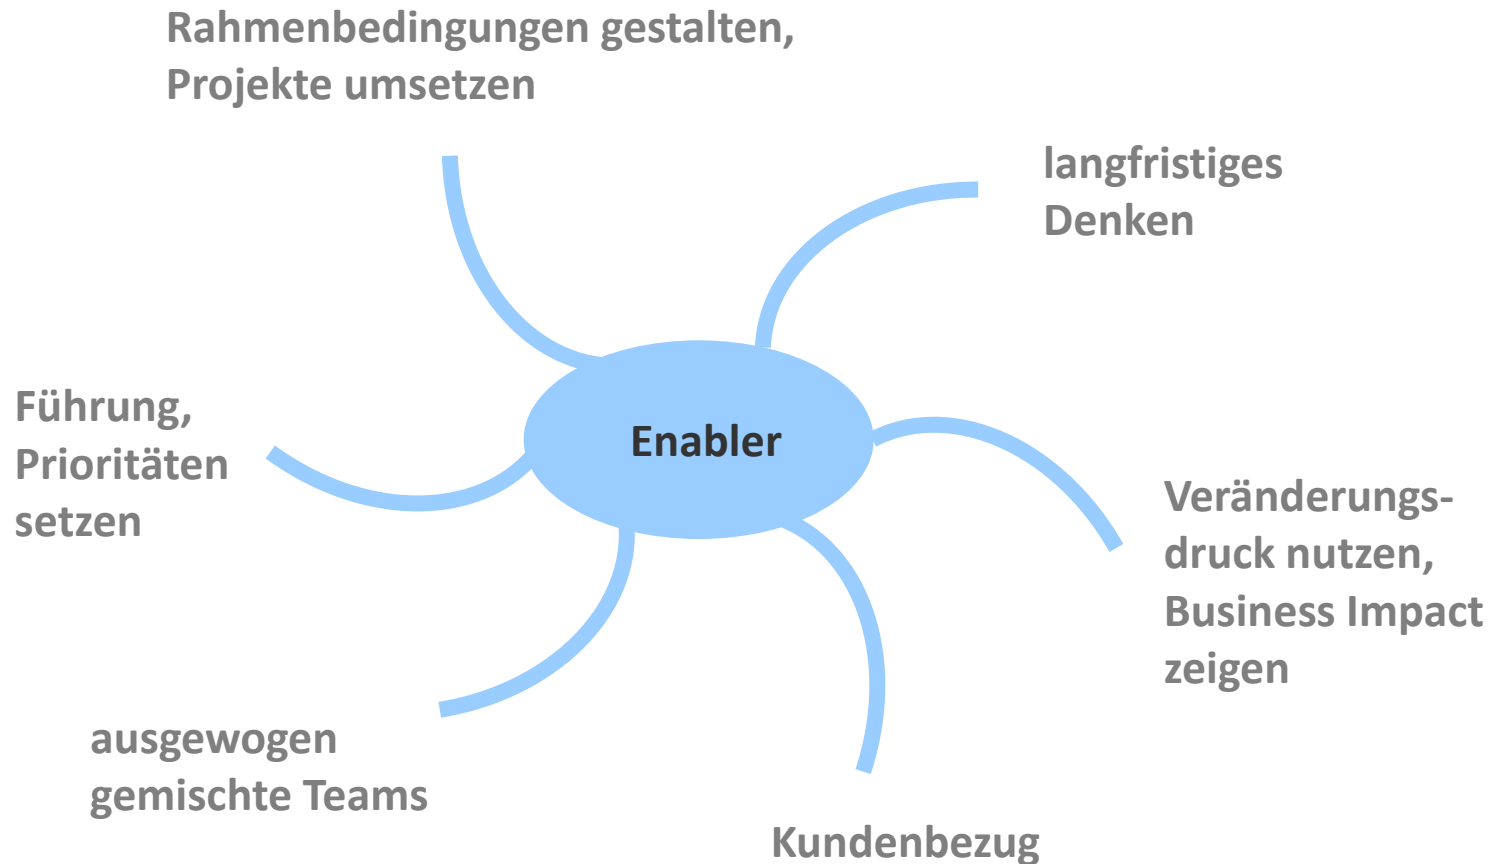 Rahmenbedingungen gestalten,
Projekte umsetzen
langfristiges
Denken
Führung,
Prioritäten
setzen
Enabler
Veränderungs-
druck nutzen,
Business Impact
zeigen
ausgewogen
gemischte Teams
Kundenbezug